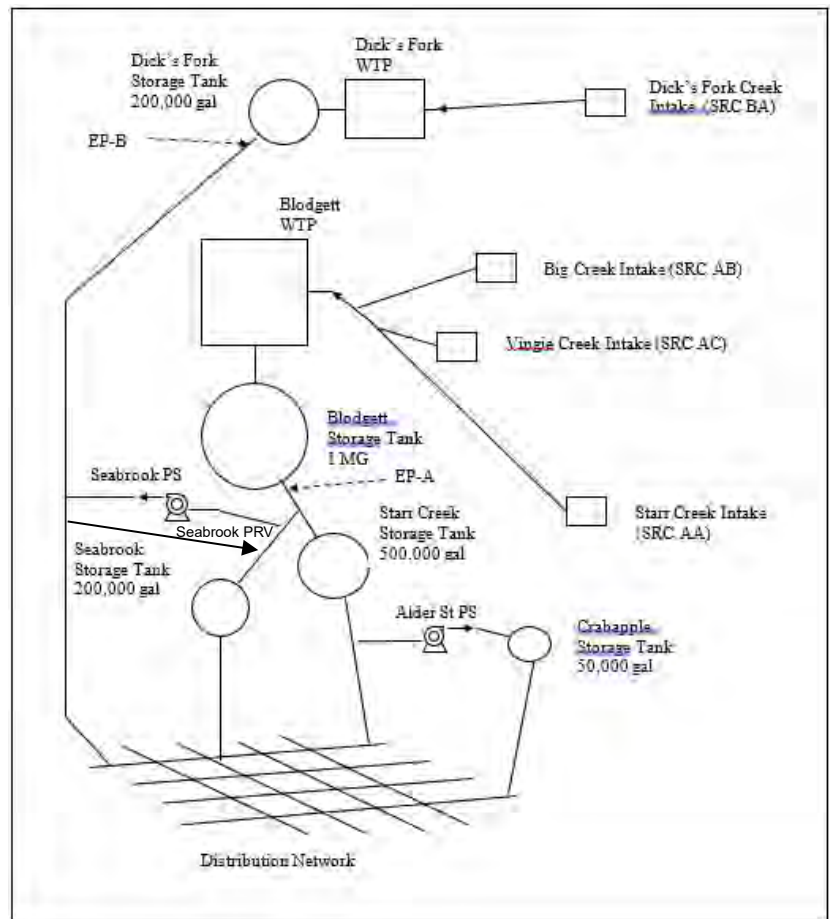 Dick's Fork
WTP
Dick's Fork
Storage Tank
200,000 gal
Dick's Fork Creek
Intake (SRC BA)
EP-B
Blodgett
WTP
Big Creek Intake (SRC AB)
Vingie Creek Intake (SRC AC)
Blodgett
Storage Tank
1 MG
EP-A
Seabrook PS
Starr Creek
Storage Tank
500,000 gal
Starr Creek Intake
(SRC AA)
Seabrook PRV
Seabrook
Storage Tank
200,000 gal
Alder St PS
Crabapple
Storage Tank
50,000 gal
Distribution Network